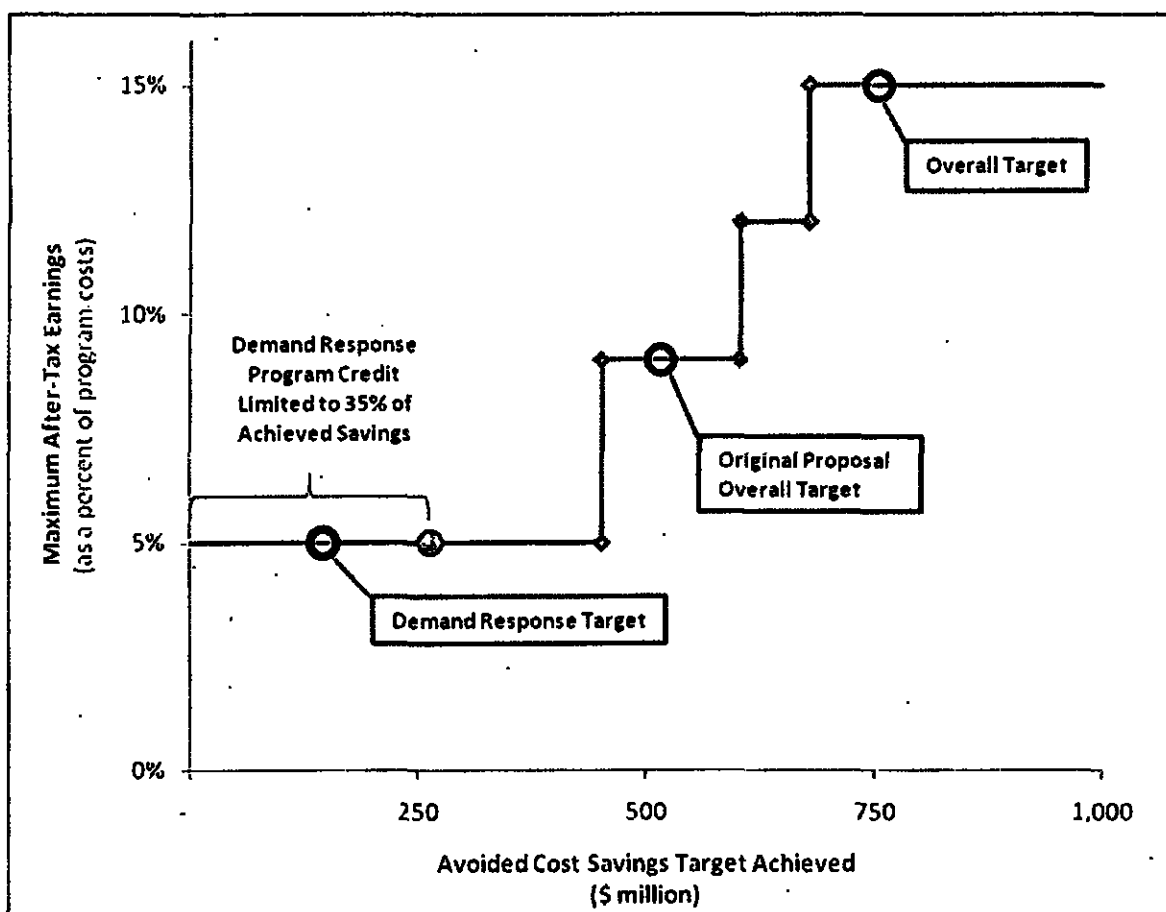 15%
Overall Target
10%
Maximum After-Tax Earnings
(as a percent of program costs)
Demand Response
Program Credit
Limited to 35% of
Achieved Savings
Original Proposal
Overall Target
5%
Demand Response Target
0%
-
250
500
750
1,000
Avoided Cost Savings Target Achieved
($ million)